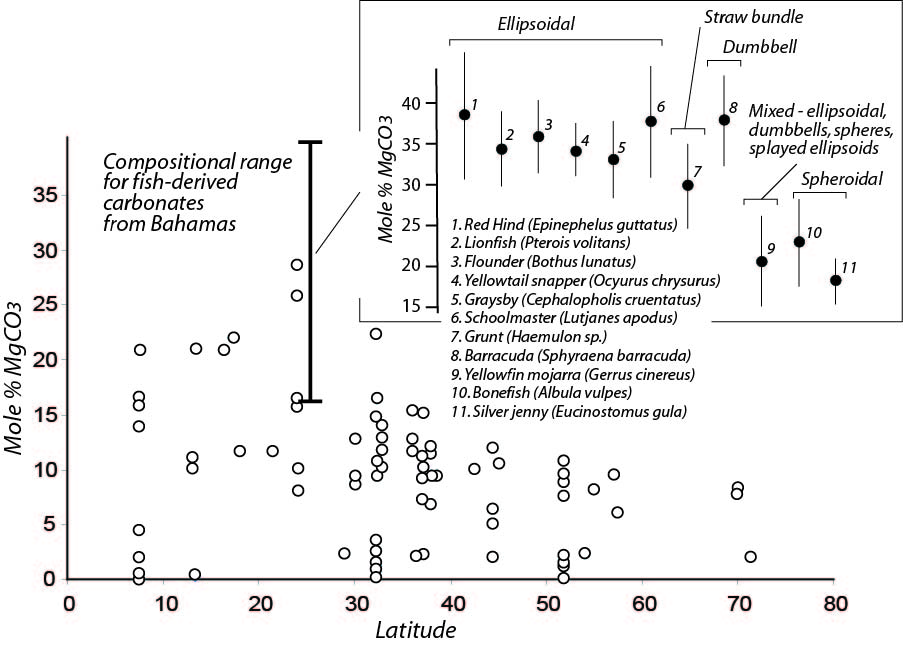 Ellipsoidal
Straw bundle
Dumbbell
Mixed - ellipsoidal,
dumbbells, spheres,
splayed ellipsoids
Spheroidal
Mole % MgCO3
40
35
30
25
20
15
1
2
3
4
5
6
7
8
9
10
11
1. Red Hind (Epinephelus guttatus)
2. Lionfish (Pterois volitans)
3. Flounder (Bothus lunatus)
4. Yellowtail snapper (Ocyurus chrysurus)
5. Graysby (Cephalopholis cruentatus)
6. Schoolmaster (Lutjanes apodus)
7. Grunt (Haemulon sp.)
8. Barracuda (Sphyraena barracuda)
9. Yellowfin mojarra (Gerrus cinereus)
10. Bonefish (Albula vulpes)
11. Silver jenny (Eucinostomus gula)
Compositional range
for fish-derived
carbonates
from Bahamas
Mole % MgCO3
35
30
25
20
15
10
5
0
0 10 20 30 40 50 60 70 80
Latitude